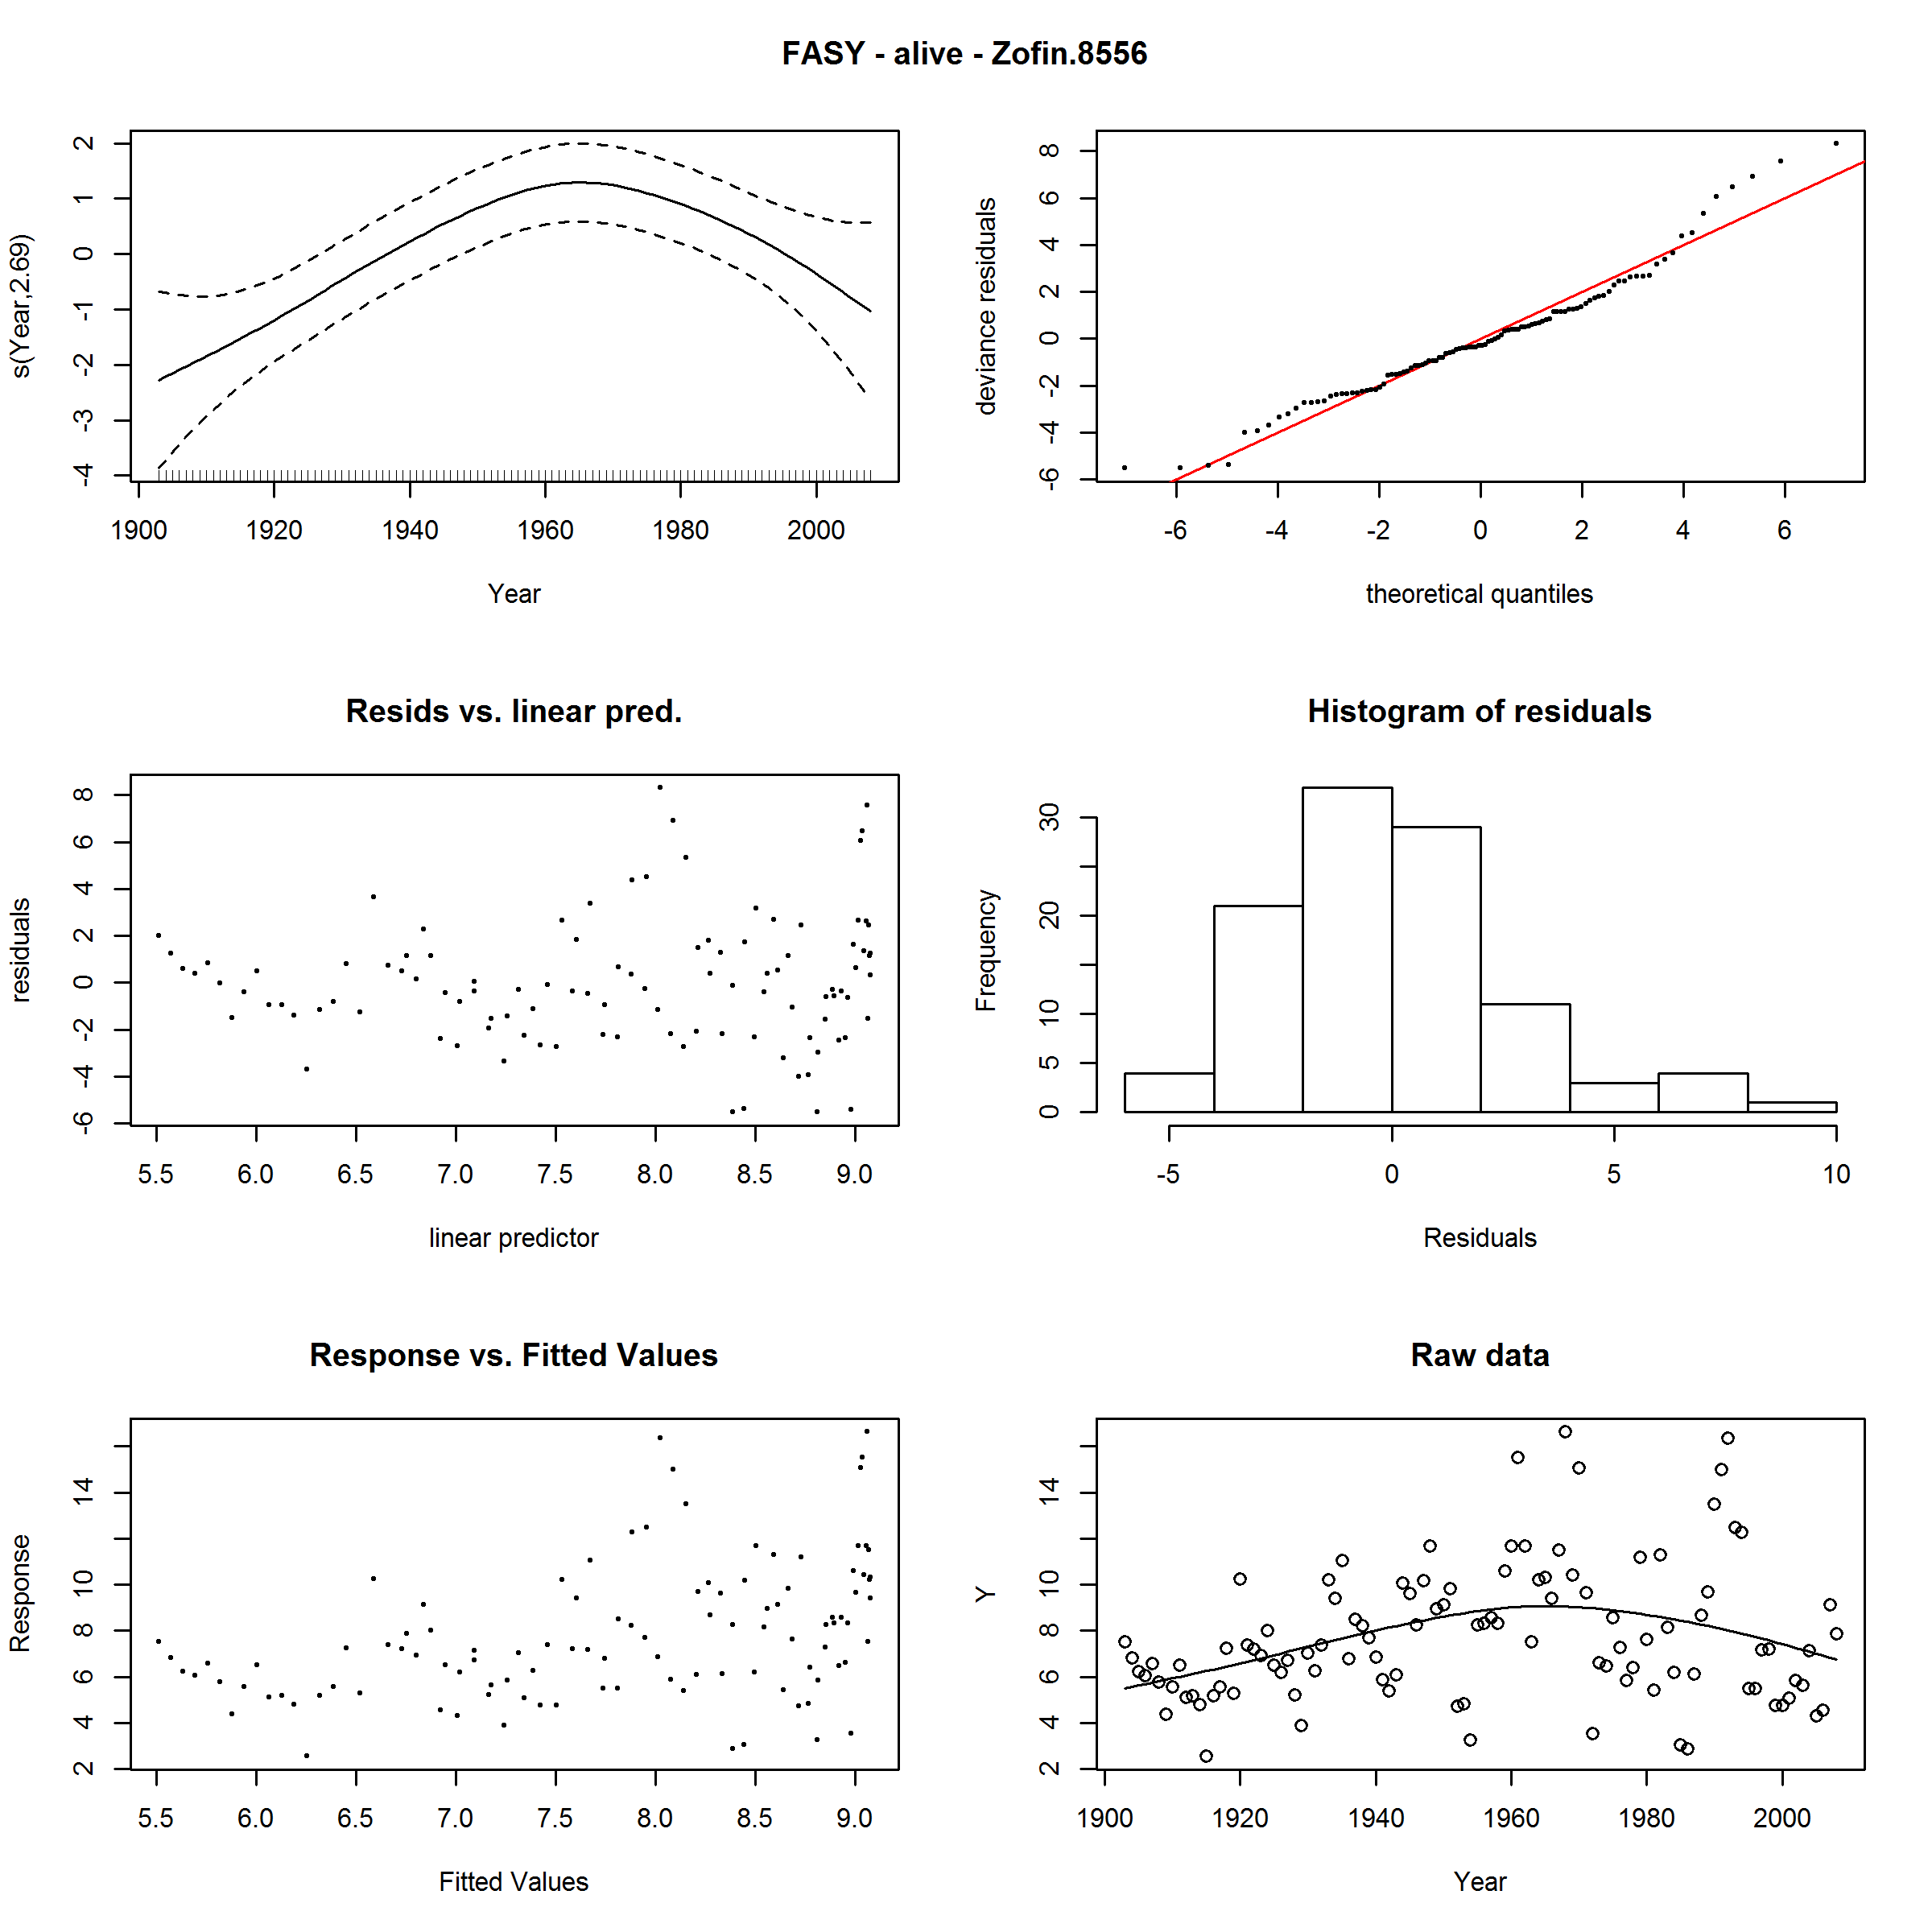 FASY - alive - Zofin.8556
s(Year,2.69)
2
1
0
-1
-2
-3
-4
1900 1920 1940 1960 1980 2000
Year
deviance residuals
8
6
4
2
0
-2
-4
-6
-6 -4 -2 0 2 4 6
theoretical quantiles
Resids vs. linear pred.
residuals
8
6
4
2
0
-2
-4
-6
5.5 6.0 6.5 7.0 7.5 8.0 8.5 9.0
linear predictor
Histogram of residuals
Frequency
30
20
10
5
0
-5 0 5 10
Residuals
Response vs. Fitted Values
Response
14
10
8
6
4
2
5.5 6.0 6.5 7.0 7.5 8.0 8.5 9.0
Fitted Values
Raw data
Y
14
10
8
6
4
2
1900 1920 1940 1960 1980 2000
Year